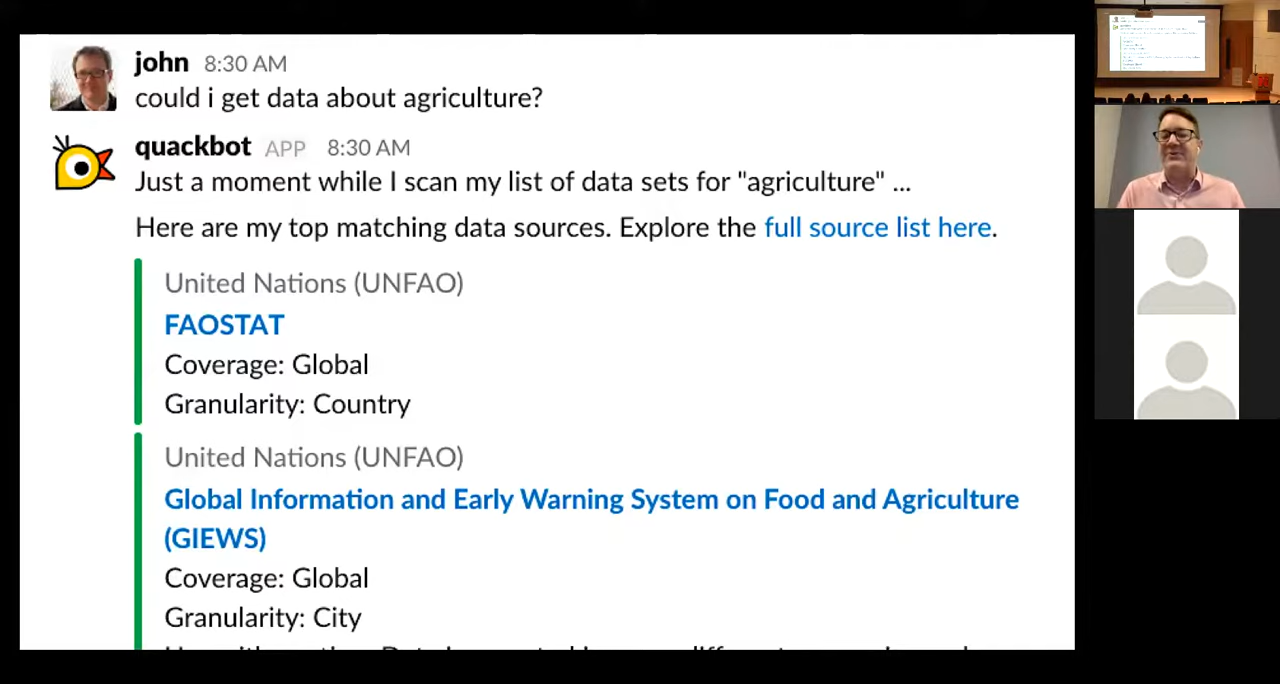 john 8:30 AM
could i get data about agriculture?
quackbot APP 8:30 AM
Just a moment while I scan my list of data sets for "agriculture" ...
Here are my top matching data sources. Explore the full source list here.
United Nations (UNFAO)
FAOSTAT
Coverage: Global
Granularity: Country
United Nations (UNFAO)
Global Information and Early Warning System on Food and Agriculture
(GIEWS)
Coverage: Global
Granularity: City